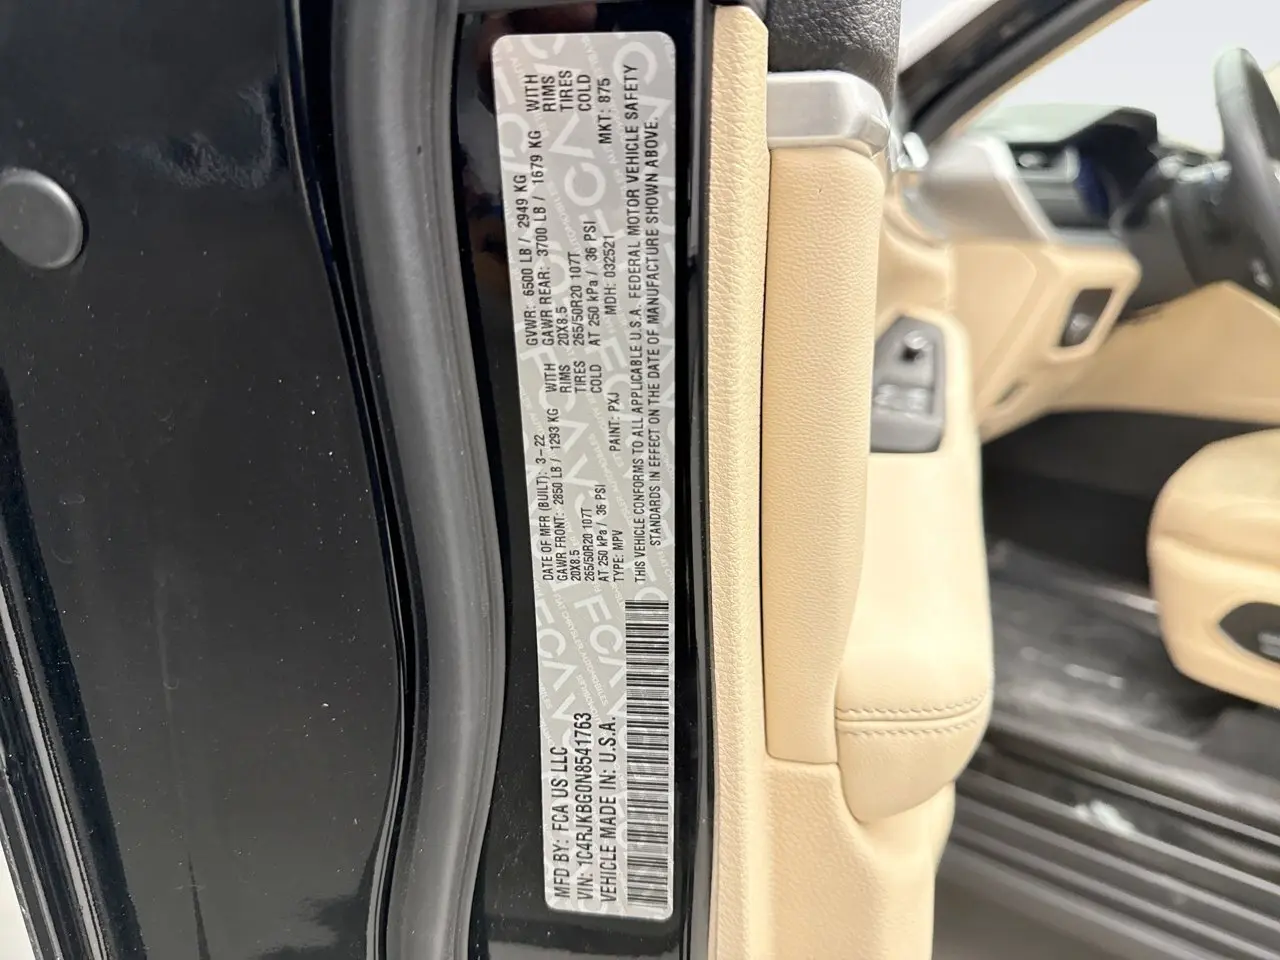 MFD BY: FCA US LLC
DATE OF MFR (BUILT): 3-22
GVWR: 6500 LB / 2949 KG
GAWR FRONT: 2850 LB / 1293 KG WITH
GAWR REAR: 3700 LB / 1679 KG WITH
20X8.5 RIMS
20X8.5 RIMS
265/50R20 107T TIRES
265/50R20 107T TIRES
AT 250 kPa / 36 PSI COLD
AT 250 kPa / 36 PSI COLD
VIN: 1C4RJKBG0N8541763
TYPE: MPV PAINT: PXJ MDH: 032521 MKT: 875
VEHICLE MADE IN: U.S.A.
THIS VEHICLE CONFORMS TO ALL APPLICABLE U.S.A. FEDERAL MOTOR VEHICLE SAFETY
STANDARDS IN EFFECT ON THE DATE OF MANUFACTURE SHOWN ABOVE.